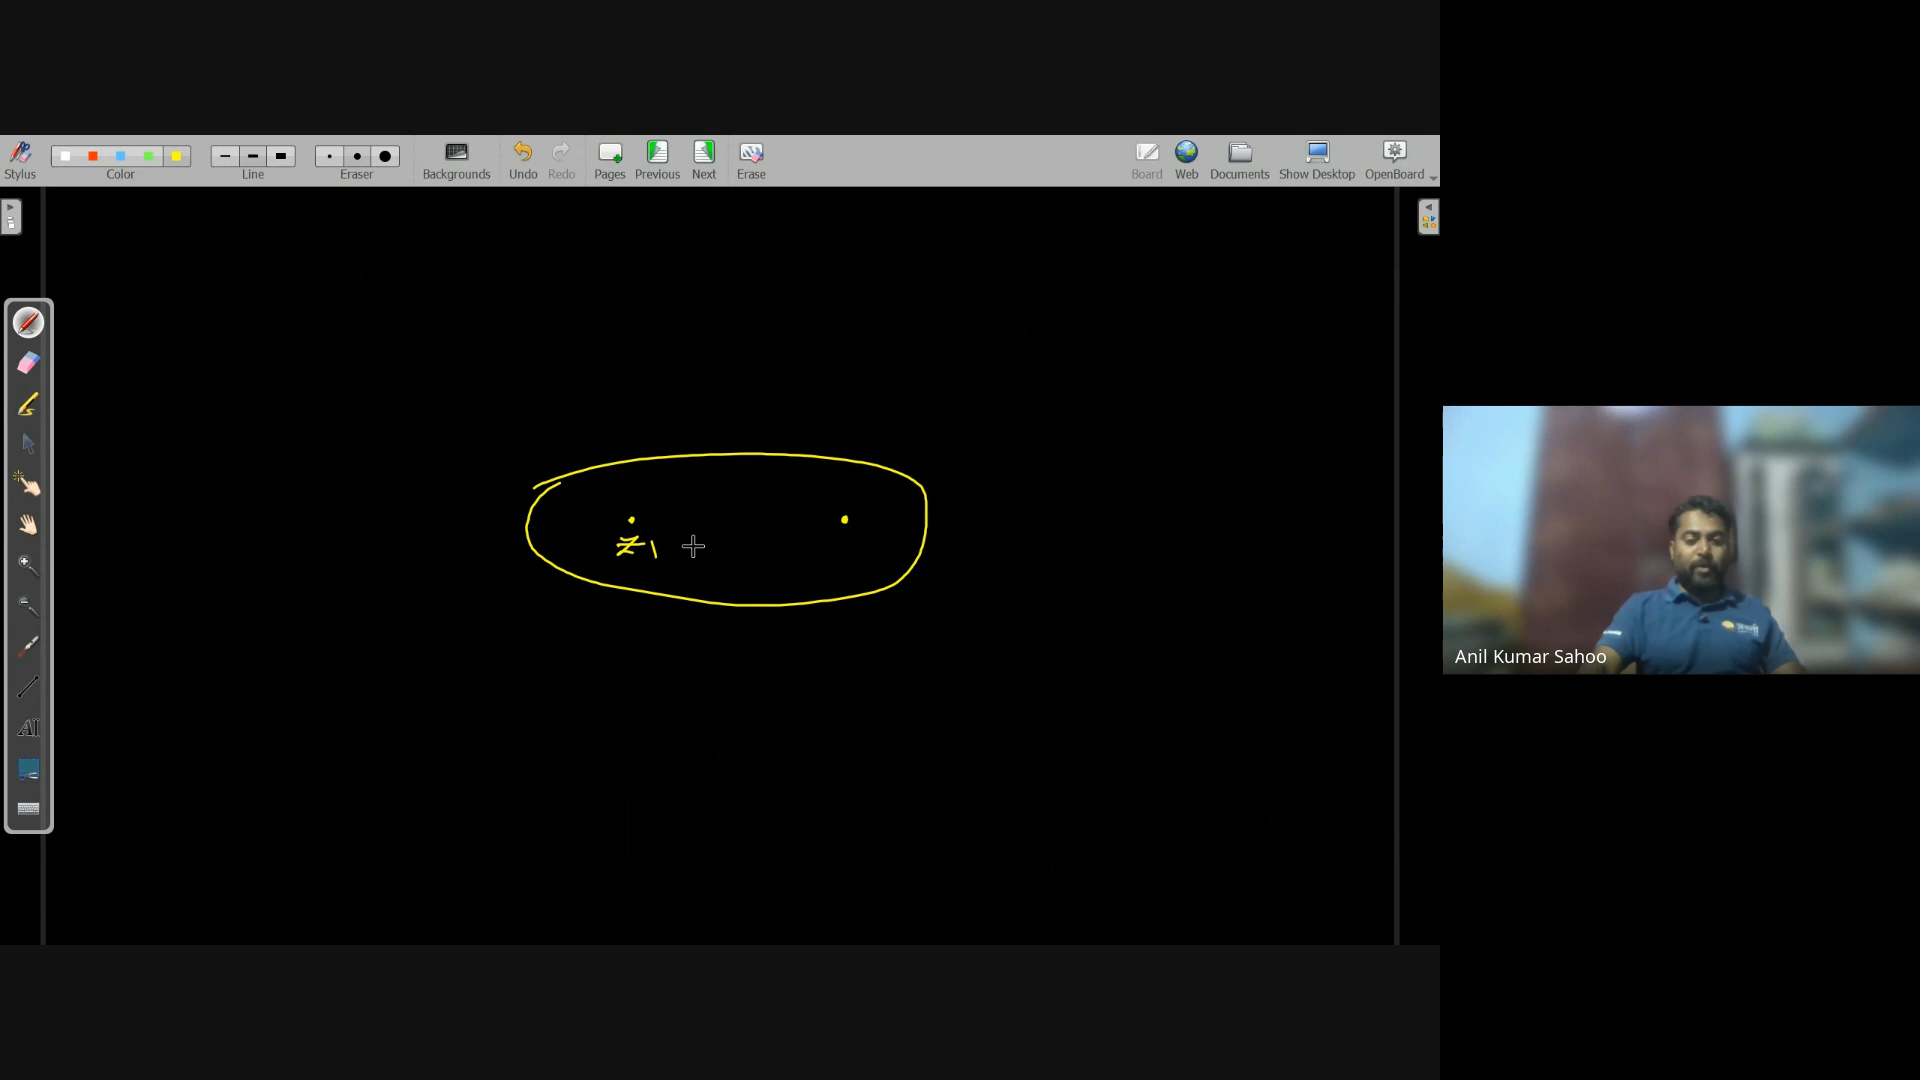 Stylus Color Line Eraser Backgrounds Undo Redo Pages Previous Next Erase Board Web Documents Show Desktop OpenBoard
z1
AI
Anil Kumar Sahoo